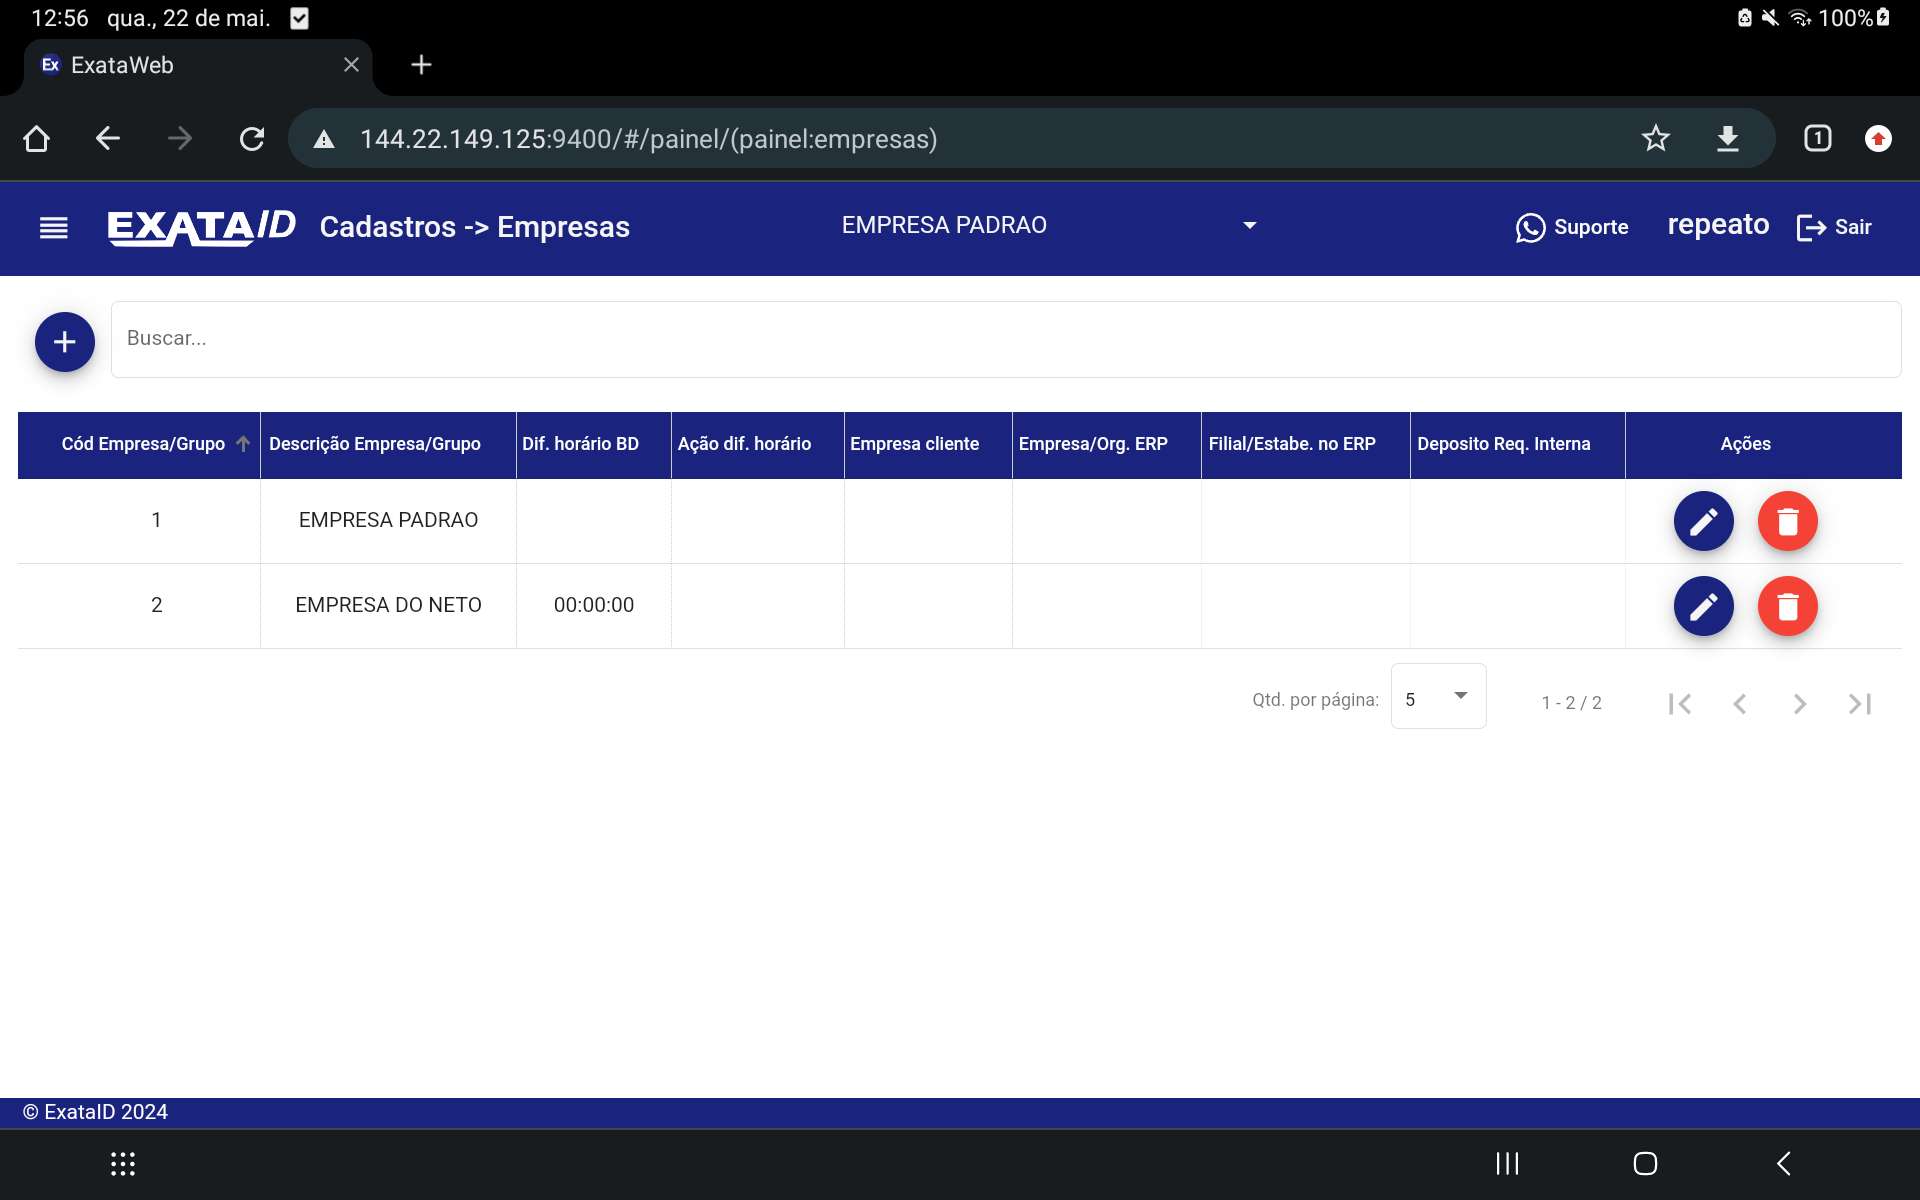 12:56 qua., 22 de mai. 100%
Ex ExataWeb
144.22.149.125:9400/#/painel/(painel:empresas) 1
EXATAID Cadastros -> Empresas EMPRESA PADRAO Suporte repeato Sair
Buscar...
Cód Empresa/Grupo Descrição Empresa/Grupo Dif. horário BD Ação dif. horário Empresa cliente Empresa/Org. ERP Filial/Estabe. no ERP Deposito Req. Interna Ações
1 EMPRESA PADRAO
2 EMPRESA DO NETO 00:00:00
Qtd. por página: 5 1 - 2 / 2
© ExataID 2024